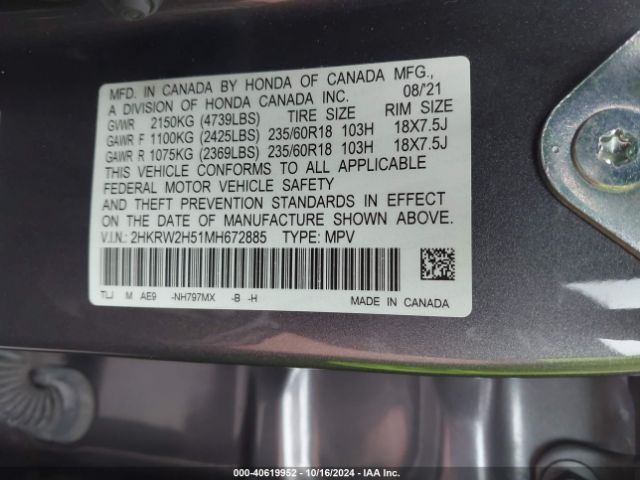 MFD. IN CANADA BY HONDA OF CANADA MFG.,
A DIVISION OF HONDA CANADA INC. 08/'21
GVWR 2150KG (4739LBS) TIRE SIZE RIM SIZE
GAWR F 1100KG (2425LBS) 235/60R18 103H 18X7.5J
GAWR R 1075KG (2369LBS) 235/60R18 103H 18X7.5J
THIS VEHICLE CONFORMS TO ALL APPLICABLE
FEDERAL MOTOR VEHICLE SAFETY
AND THEFT PREVENTION STANDARDS IN EFFECT
ON THE DATE OF MANUFACTURE SHOWN ABOVE.
V.I.N.: 2HKRW2H51MH672885 TYPE: MPV
TLJ M AE9 -NH797MX -B -H
MADE IN CANADA
000-40619952 - 10/16/2024 - IAA Inc.